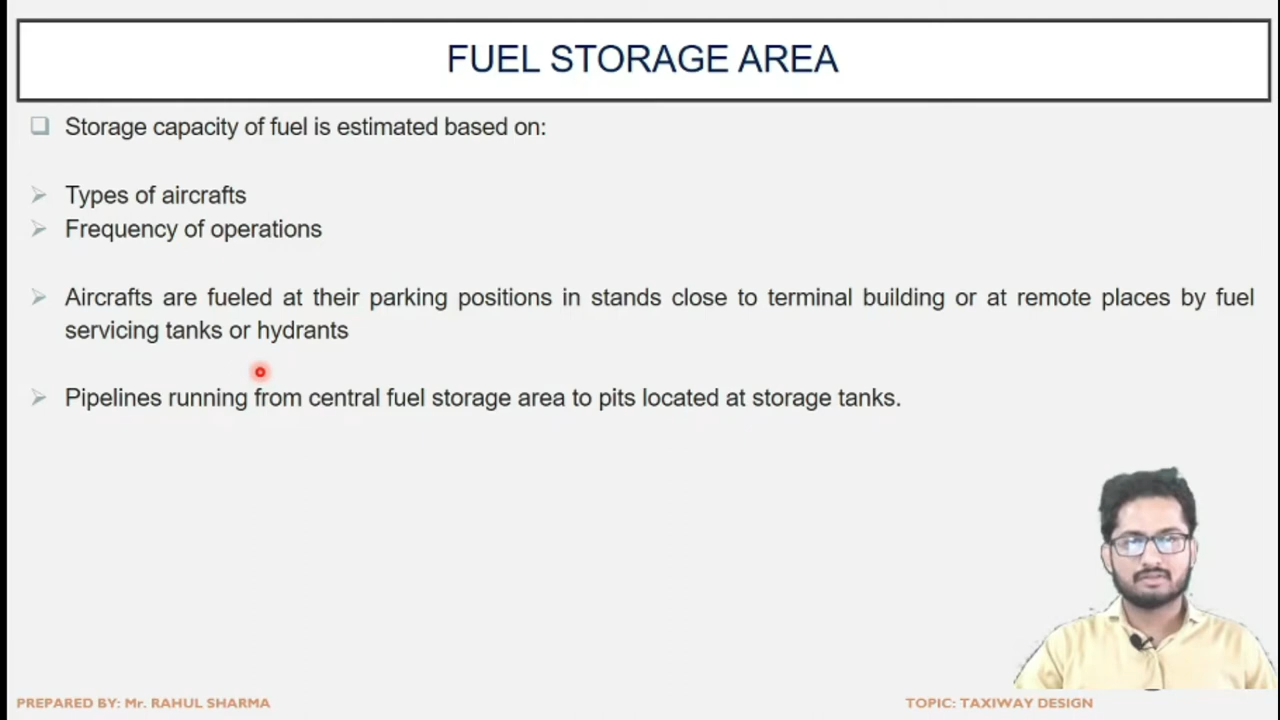 FUEL STORAGE AREA
Storage capacity of fuel is estimated based on:
Types of aircrafts
Frequency of operations
Aircrafts are fueled at their parking positions in stands close to terminal building or at remote places by fuel
servicing tanks or hydrants
Pipelines running from central fuel storage area to pits located at storage tanks.
PREPARED BY: Mr. RAHUL SHARMA
TOPIC: TAXIWAY DESIGN